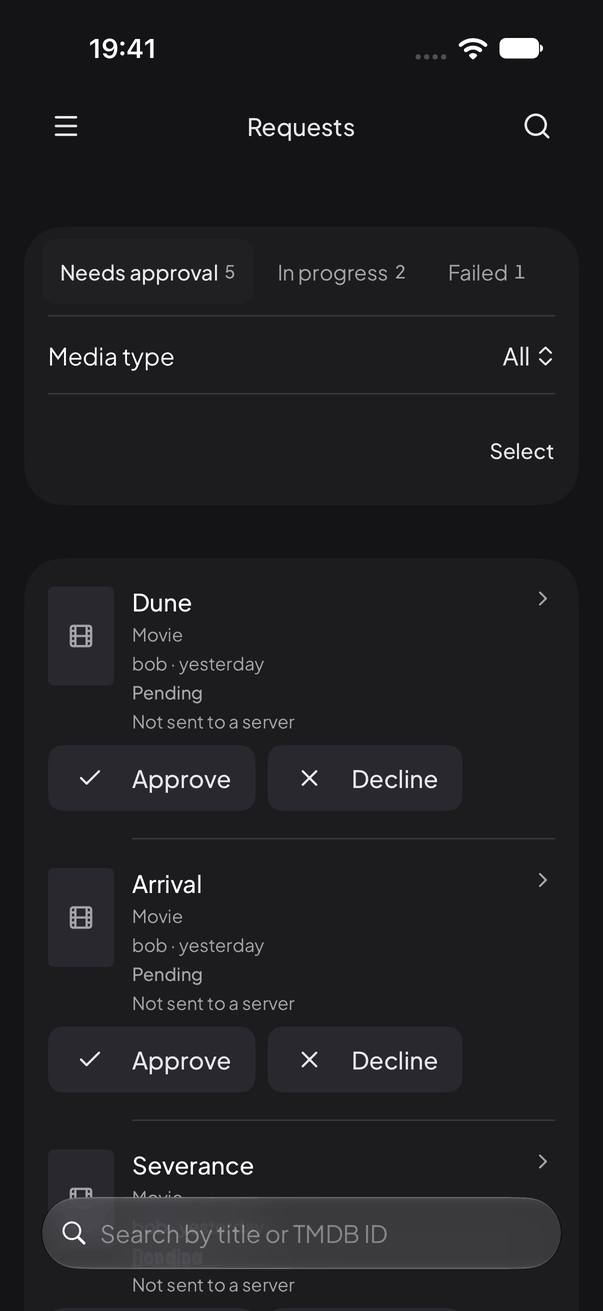 19:41
Requests
Needs approval 5 In progress 2 Failed 1
Media type All
Select
Dune
Movie
bob · yesterday
Pending
Not sent to a server
Approve Decline
Arrival
Movie
bob · yesterday
Pending
Not sent to a server
Approve Decline
Severance
Movie
Search by title or TMDB ID
Not sent to a server